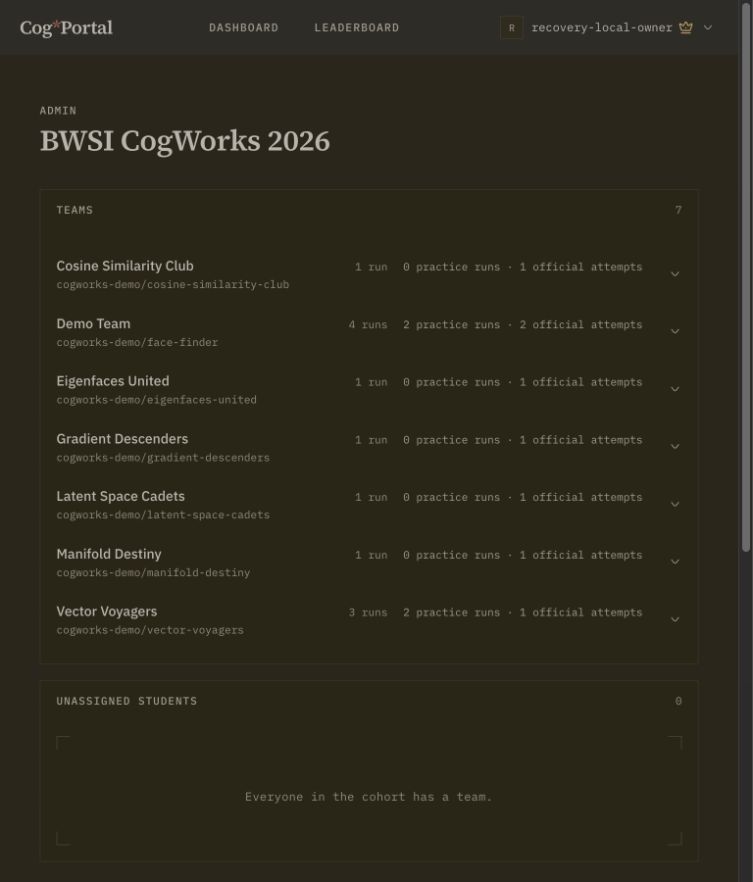 Cog*Portal DASHBOARD LEADERBOARD R recovery-local-owner
ADMIN
BWSI CogWorks 2026
TEAMS 7
Cosine Similarity Club 1 run 0 practice runs · 1 official attempts
cogworks-demo/cosine-similarity-club
Demo Team 4 runs 2 practice runs · 2 official attempts
cogworks-demo/face-finder
Eigenfaces United 1 run 0 practice runs · 1 official attempts
cogworks-demo/eigenfaces-united
Gradient Descenders 1 run 0 practice runs · 1 official attempts
cogworks-demo/gradient-descenders
Latent Space Cadets 1 run 0 practice runs · 1 official attempts
cogworks-demo/latent-space-cadets
Manifold Destiny 1 run 0 practice runs · 1 official attempts
cogworks-demo/manifold-destiny
Vector Voyagers 3 runs 2 practice runs · 1 official attempts
cogworks-demo/vector-voyagers
UNASSIGNED STUDENTS 0
Everyone in the cohort has a team.